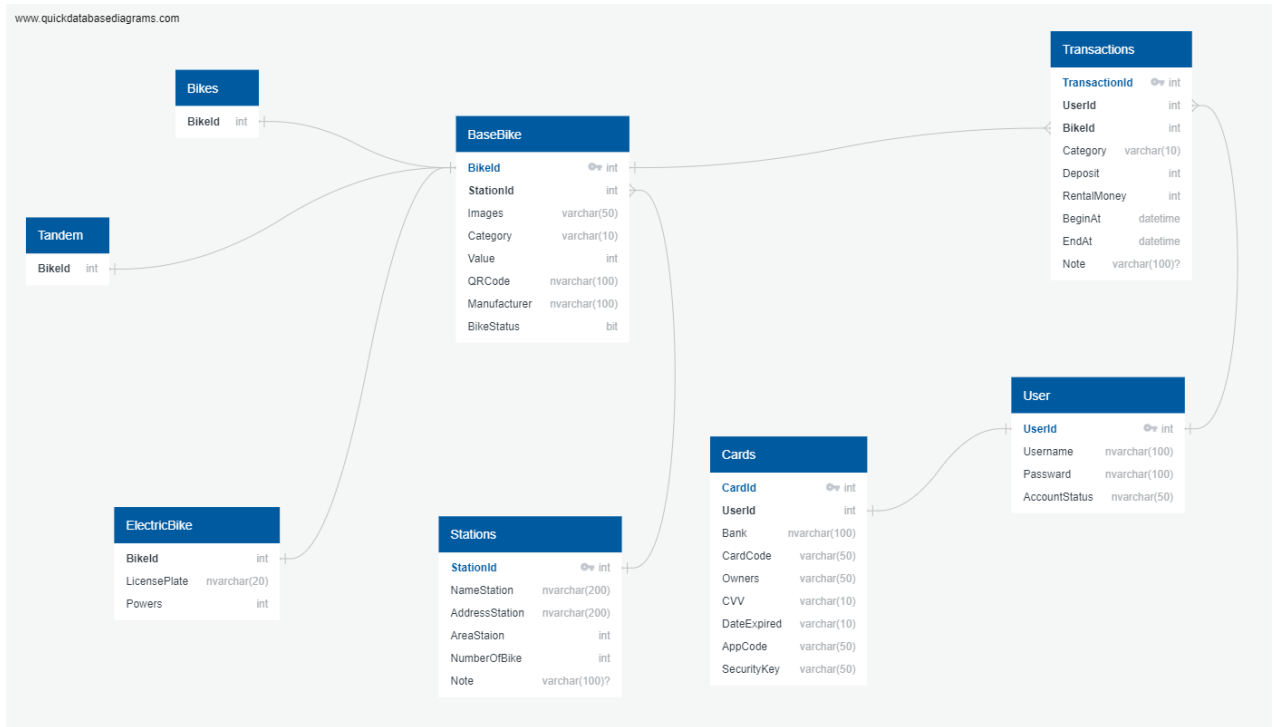 www.quickdatabasediagrams.com
Bikes
BikeId int
Tandem
BikeId int
ElectricBike
BikeId int
LicensePlate nvarchar(20)
Powers int
BaseBike
BikeId int
StationId int
Images varchar(50)
Category varchar(10)
Value int
QRCode nvarchar(100)
Manufacturer nvarchar(100)
BikeStatus bit
Stations
StationId int
NameStation nvarchar(200)
AddressStation nvarchar(200)
AreaStaion int
NumberOfBike int
Note varchar(100)?
Cards
CardId int
UserId int
Bank nvarchar(100)
CardCode varchar(50)
Owners varchar(50)
CVV varchar(10)
DateExpired varchar(10)
AppCode varchar(50)
SecurityKey varchar(50)
Transactions
TransactionId int
UserId int
BikeId int
Category varchar(10)
Deposit int
RentalMoney int
BeginAt datetime
EndAt datetime
Note varchar(100)?
User
UserId int
Username nvarchar(100)
Passward nvarchar(100)
AccountStatus nvarchar(50)